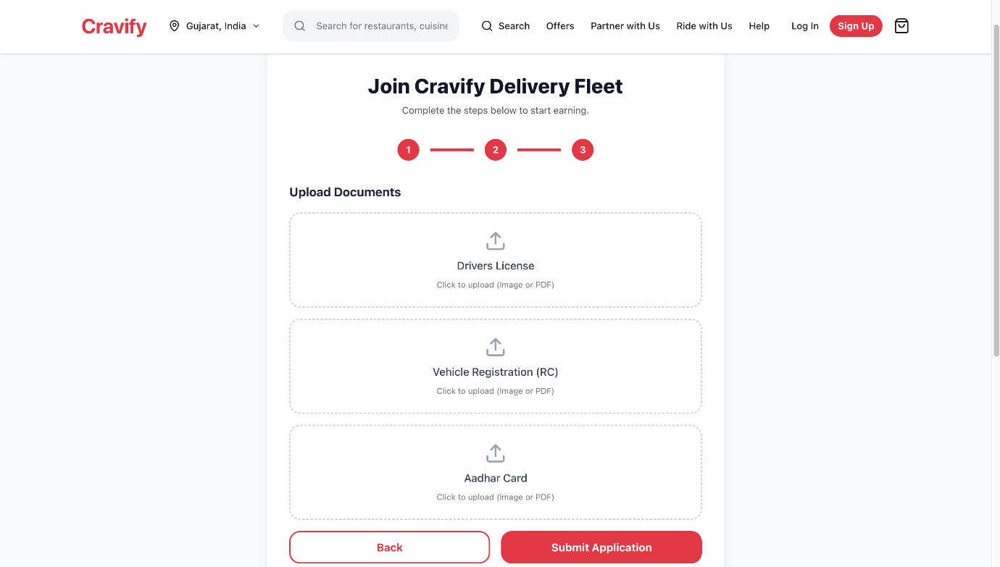 Cravify
Gujarat, India
Search for restaurants, cuisine
Search
Offers
Partner with Us
Ride with Us
Help
Log In
Sign Up
Join Cravify Delivery Fleet
Complete the steps below to start earning.
1
2
3
Upload Documents
Drivers License
Click to upload (Image or PDF)
Vehicle Registration (RC)
Click to upload (Image or PDF)
Aadhar Card
Click to upload (Image or PDF)
Back
Submit Application